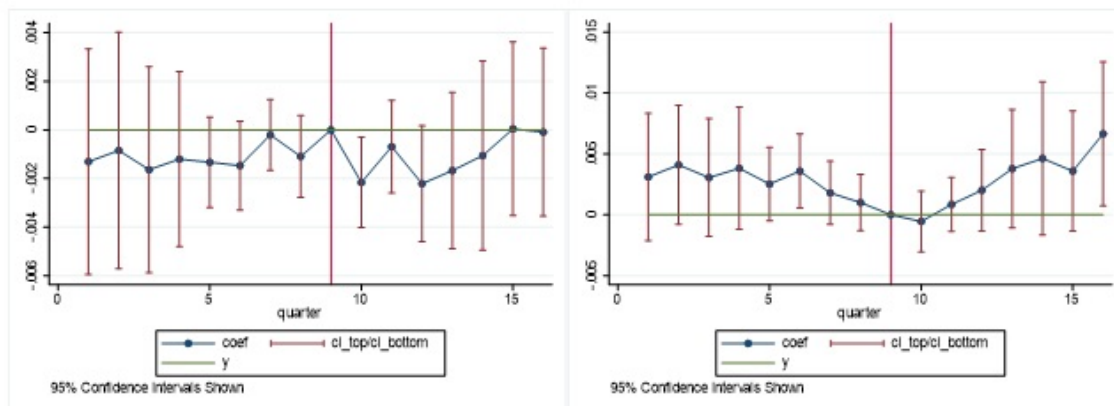 .004
.002
0
-.002
-.004
-.006
0
5
10
15
quarter
coef
ci_top/ci_bottom
y
95% Confidence Intervals Shown
.015
.01
.005
0
-.005
0
5
10
15
quarter
coef
ci_top/ci_bottom
y
95% Confidence Intervals Shown